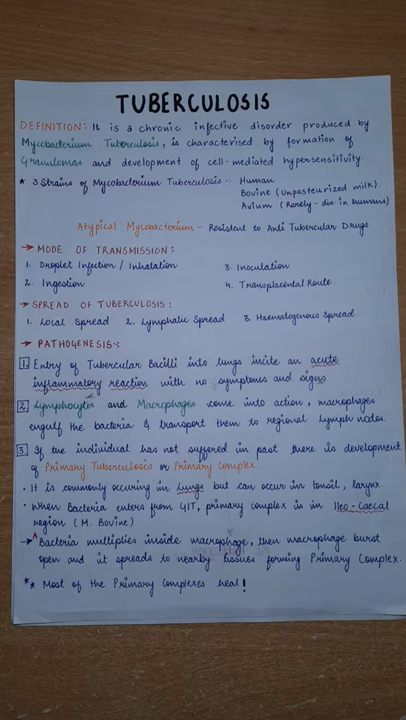 TUBERCULOSIS
DEFINITION: It is a chronic infective disorder produced by
Mycobacterium Tuberculosis, is characterised by formation of
Granulomas and development of cell-mediated hypersensitivity.
* 3 Strains of Mycobacterium Tuberculosis -: Human
Bovine (Unpasteurized milk).
Avium (Rarely - dis. in humans)
Atypical Mycobacterium - Resistent to Anti Tubercular Drugs.
→ MODE OF TRANSMISSION:
1. Droplet Infection / Inhalation 3. Inoculation
2. Ingestion 4. Transplacental Route
→ SPREAD OF TUBERCULOSIS:
1. Local Spread 2. Lymphatic Spread 3. Haematogenous Spread
→ PATHOGENESIS:-
1 Entry of Tubercular Bacilli into lungs incite an acute
inflammatory reaction with no symptoms and signs
2 Lymphocytes and Macrophages come into action, macrophages
engulf the bacteria & transport them to regional lymph nodes.
3 If the individual has not suffered in past there is development
of Primary Tuberculosis or Primary Complex.
• It is commonly occuring in Lungs but can occur in tonsil, larynx.
• When Bacteria enters from GIT, primary complex is in Ileo-Caecal
region (M. Bovine)
→ Bacteria multiplies inside macrophage, then macrophage burst
open and it spreads to nearby tissues forming Primary Complex.
** Most of the Primary Complexes heal!